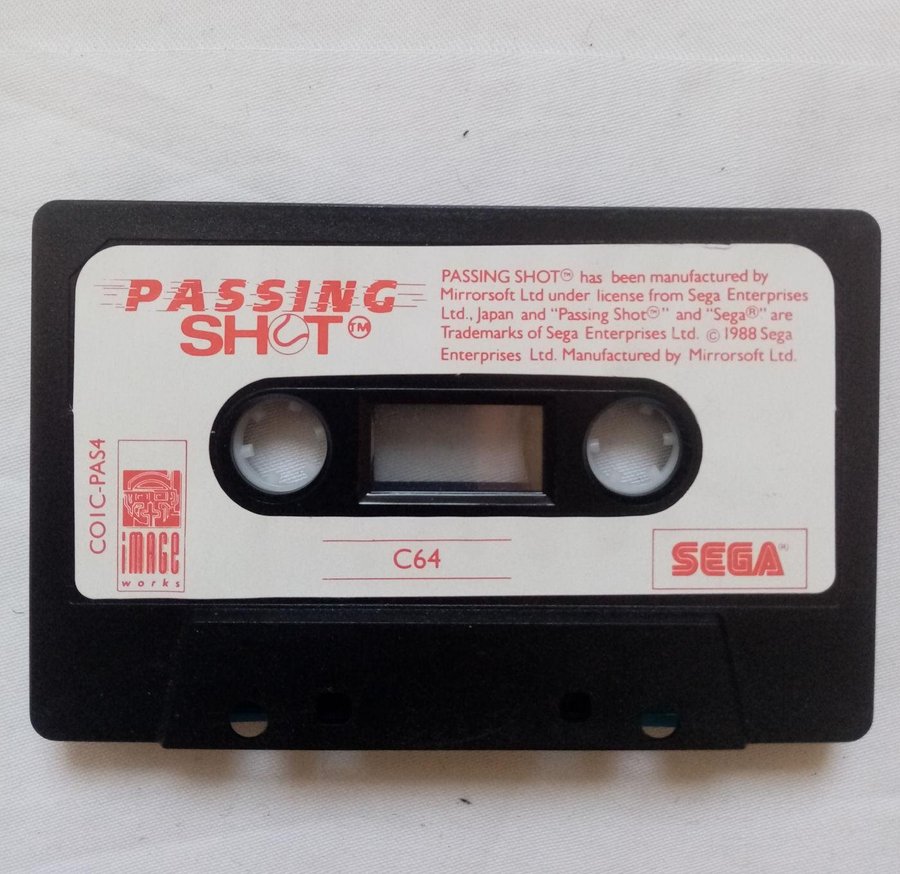 PASSING
SHOT™
PASSING SHOT™ has been manufactured by
Mirrorsoft Ltd under license from Sega Enterprises
Ltd., Japan and "Passing Shot™" and "Sega®" are
Trademarks of Sega Enterprises Ltd. © 1988 Sega
Enterprises Ltd. Manufactured by Mirrorsoft Ltd.
CO1C-PAS4
iMAGE
works
C64
SEGA®